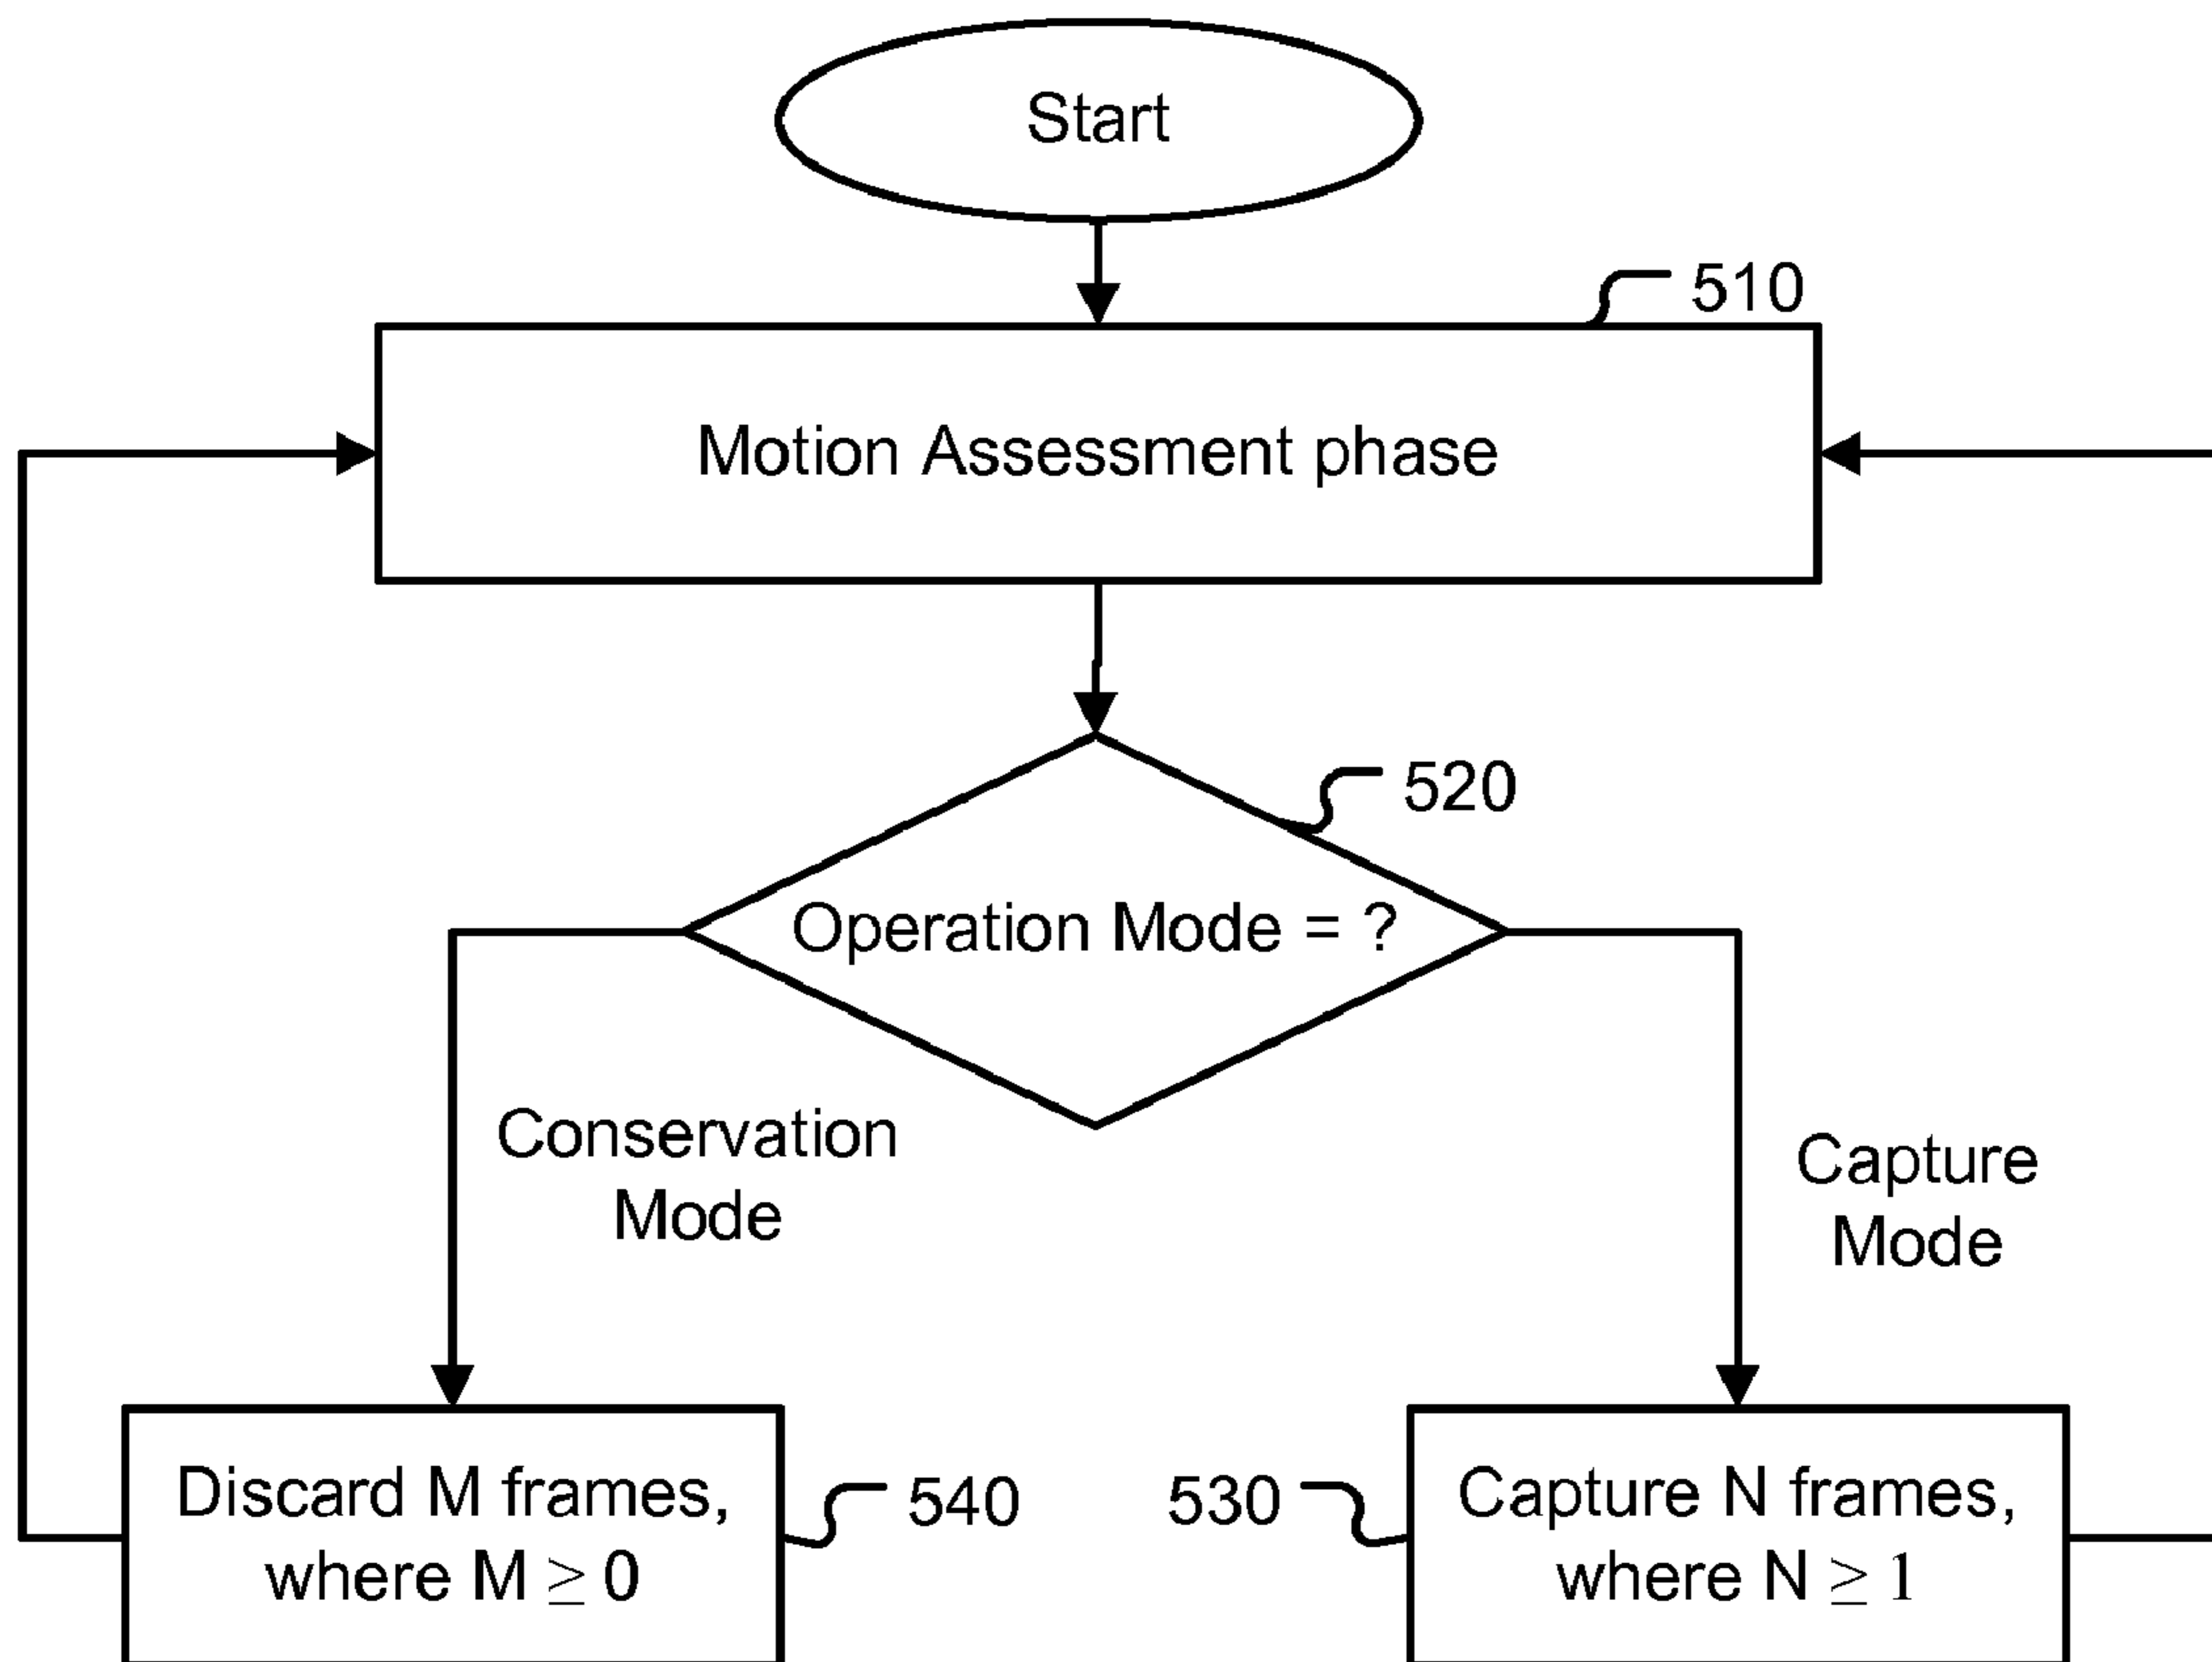 Start
510
Motion Assessment phase
520
Operation Mode = ?
Conservation
Mode
Capture
Mode
Discard M frames,
where M ≥ 0
540
530
Capture N frames,
where N ≥ 1